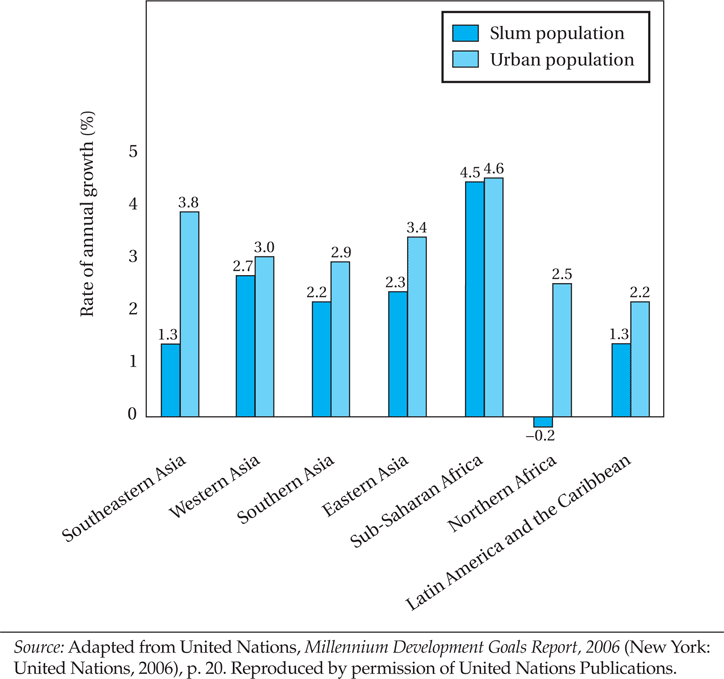 Slum population
Urban population
Rate of annual growth (%)
5
4
3
2
1
0
1.3
3.8
2.7
3.0
2.2
2.9
2.3
3.4
4.5
4.6
−0.2
2.5
1.3
2.2
Southeastern Asia
Western Asia
Southern Asia
Eastern Asia
Sub-Saharan Africa
Northern Africa
Latin America and the Caribbean
Source: Adapted from United Nations, Millennium Development Goals Report, 2006 (New York:
United Nations, 2006), p. 20. Reproduced by permission of United Nations Publications.